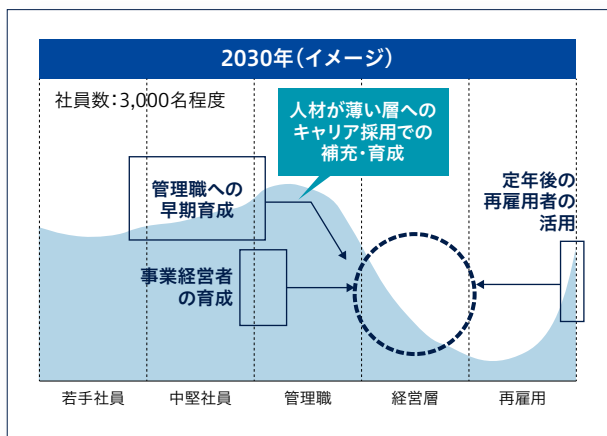 2030年（イメージ）
社員数：3,000名程度
人材が薄い層への
キャリア採用での
補充・育成
管理職への
早期育成
定年後の
再雇用者の
活用
事業経営者
の育成
若手社員
中堅社員
管理職
経営層
再雇用